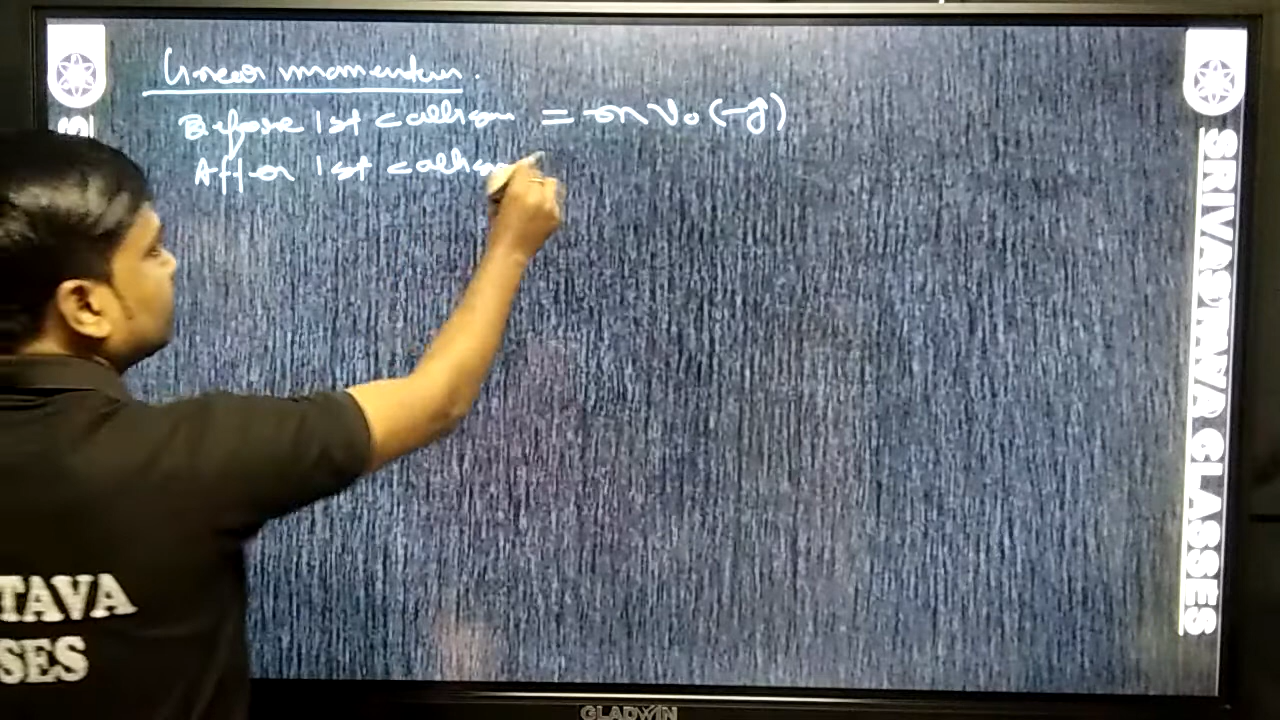 Linear momentum.
Before 1st collision = mv₀(-ĵ)
After 1st collision
SRIVASTAVA CLASSES
S
TAVA
SES
GLADWIN